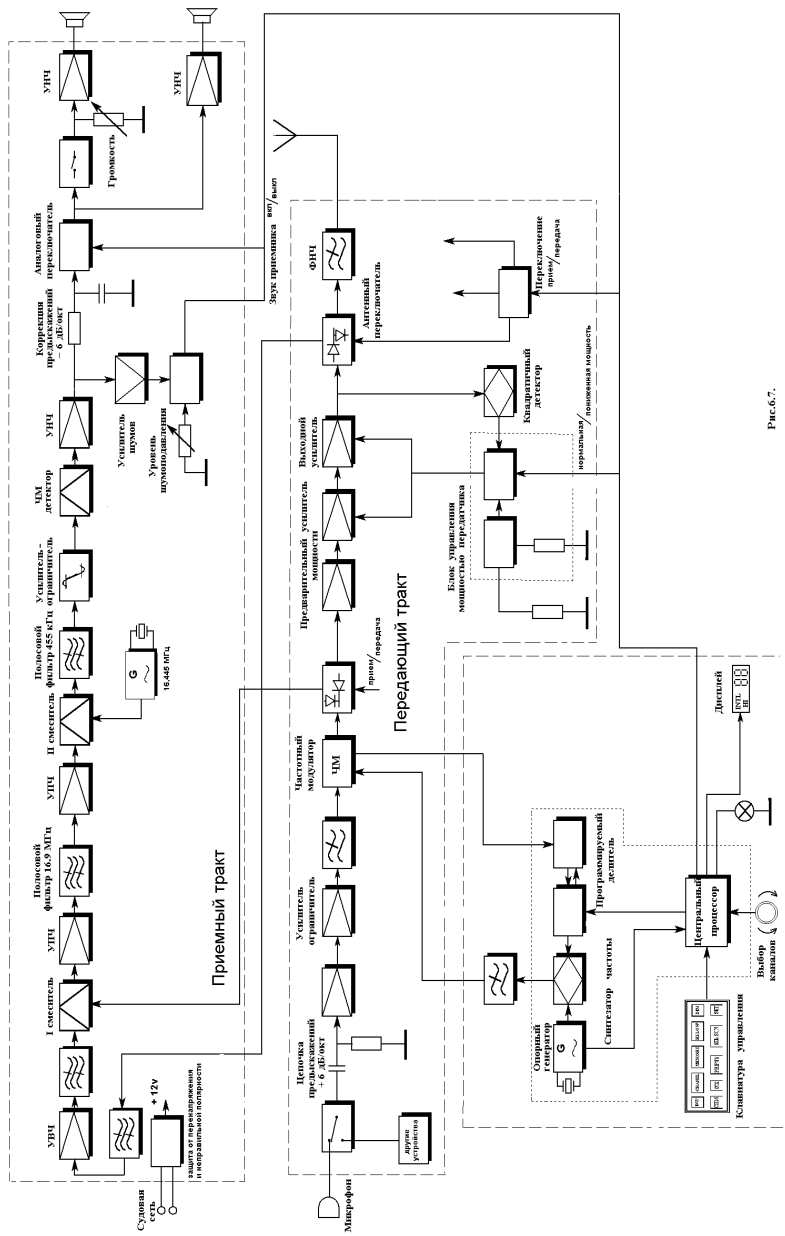 УВЧ
I смеситель
УПЧ
Полосовой
фильтр 16.9 МГц
УПЧ
II смеситель
Полосовой
фильтр 455 кГц
Усилитель-
ограничитель
ЧМ
детектор
УНЧ
Коррекция
предыскажений
– 6 дБ/окт
Аналоговый
переключатель
Громкость
УНЧ
УНЧ
Судовая
сеть
+ 12v
защита от перенапряжения
и неправильной полярности
Приемный тракт
G
16,445 МГц
Усилитель
шумов
Уровень
шумоподавления
Звук приемника вкл/выкл
Микрофон
другие
устройства
Цепочка
предыскажений
+ 6 дБ/окт
Усилитель
ограничитель
Частотный
модулятор
ЧМ
прием/передача
Передающий тракт
Предварительный усилитель
мощности
Выходной
усилитель
Антенный
переключатель
ФНЧ
Переключение
прием/передача
Квадратичный
детектор
Блок управления
мощностью передатчика
нормальная/пониженная мощность
Опорный
генератор
G
Синтезатор частоты
Программируемый
делитель
Центральный
процессор
Клавиатура управления
Выбор
каналов
Дисплей
INTL
HI
Рис.6.7.